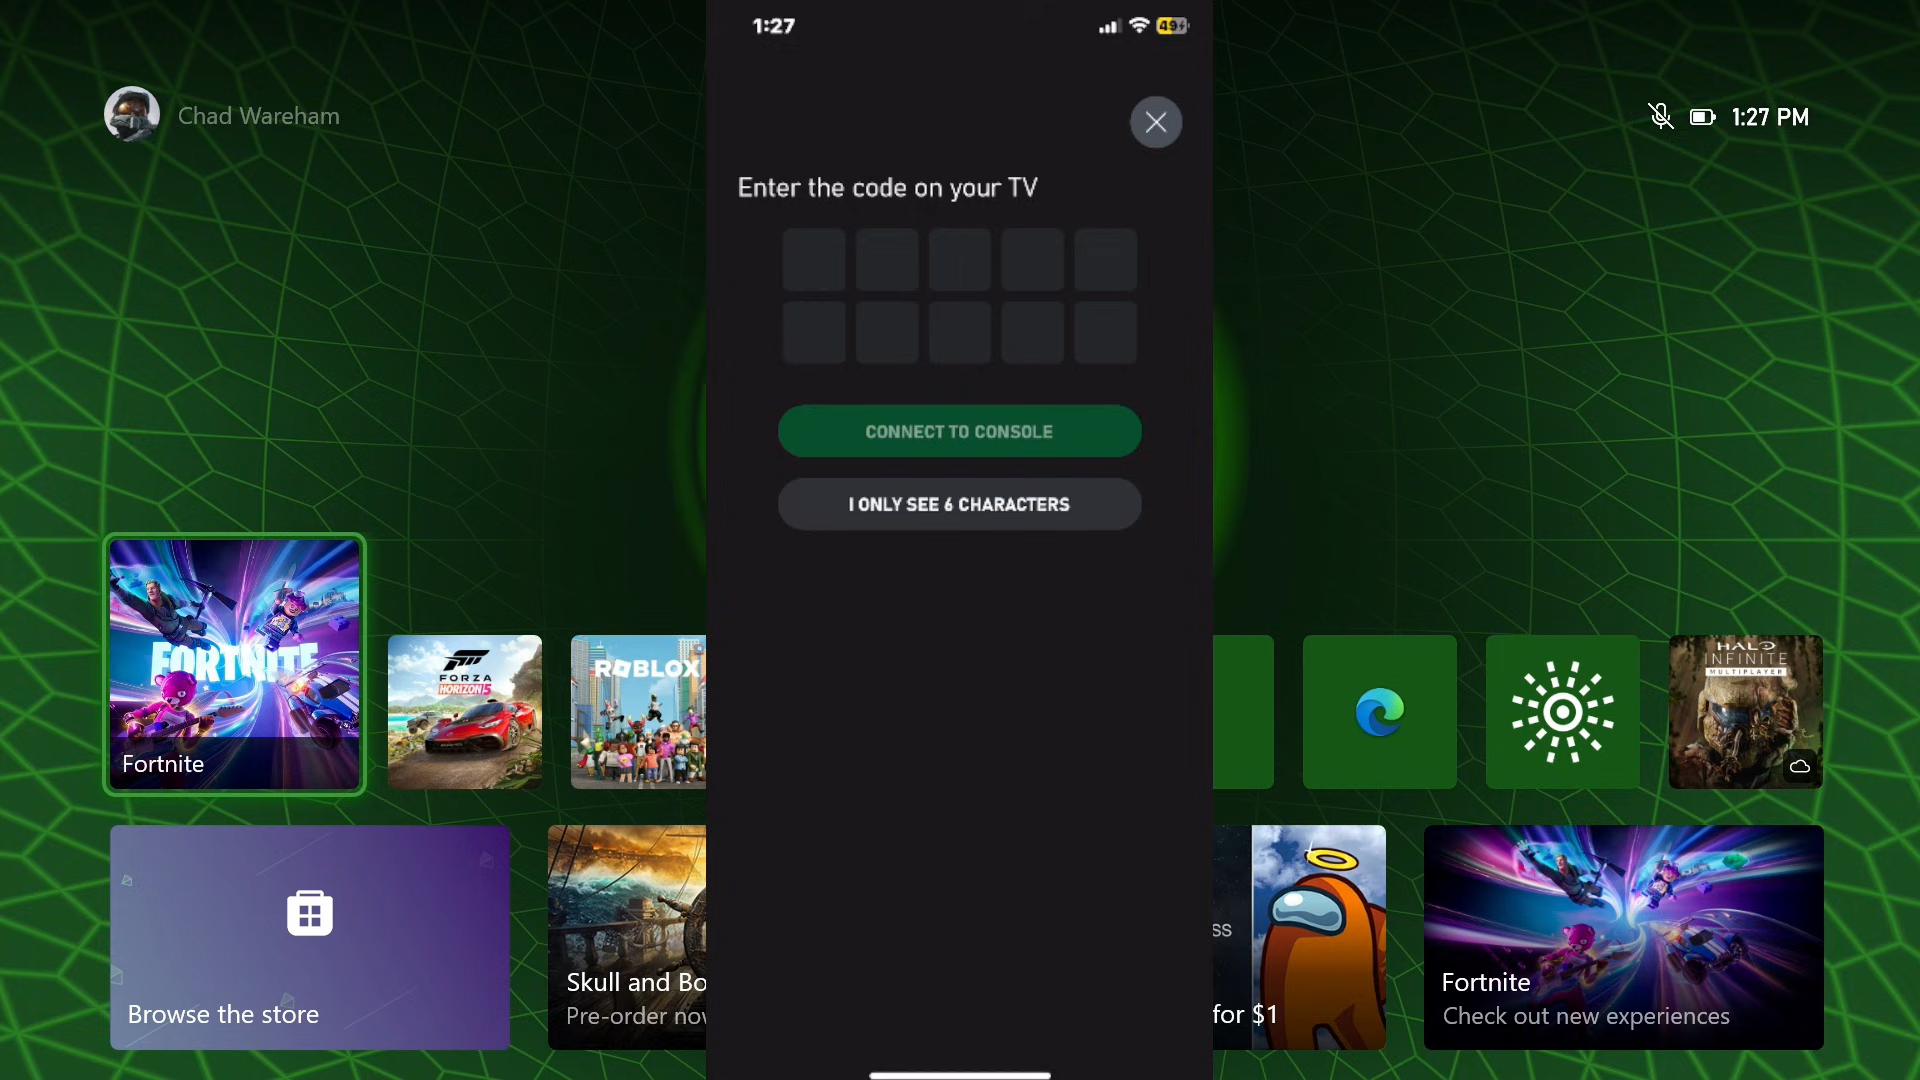 1:27
49
Chad Wareham
1:27 PM
Enter the code on your TV
CONNECT TO CONSOLE
I ONLY SEE 6 CHARACTERS
FORTNITE
Fortnite
FORZA
HORIZON 5
ROBLOX
HALO
INFINITE
MULTIPLAYER
Browse the store
Skull and Bo
Pre-order nov
ss
for $1
Fortnite
Check out new experiences